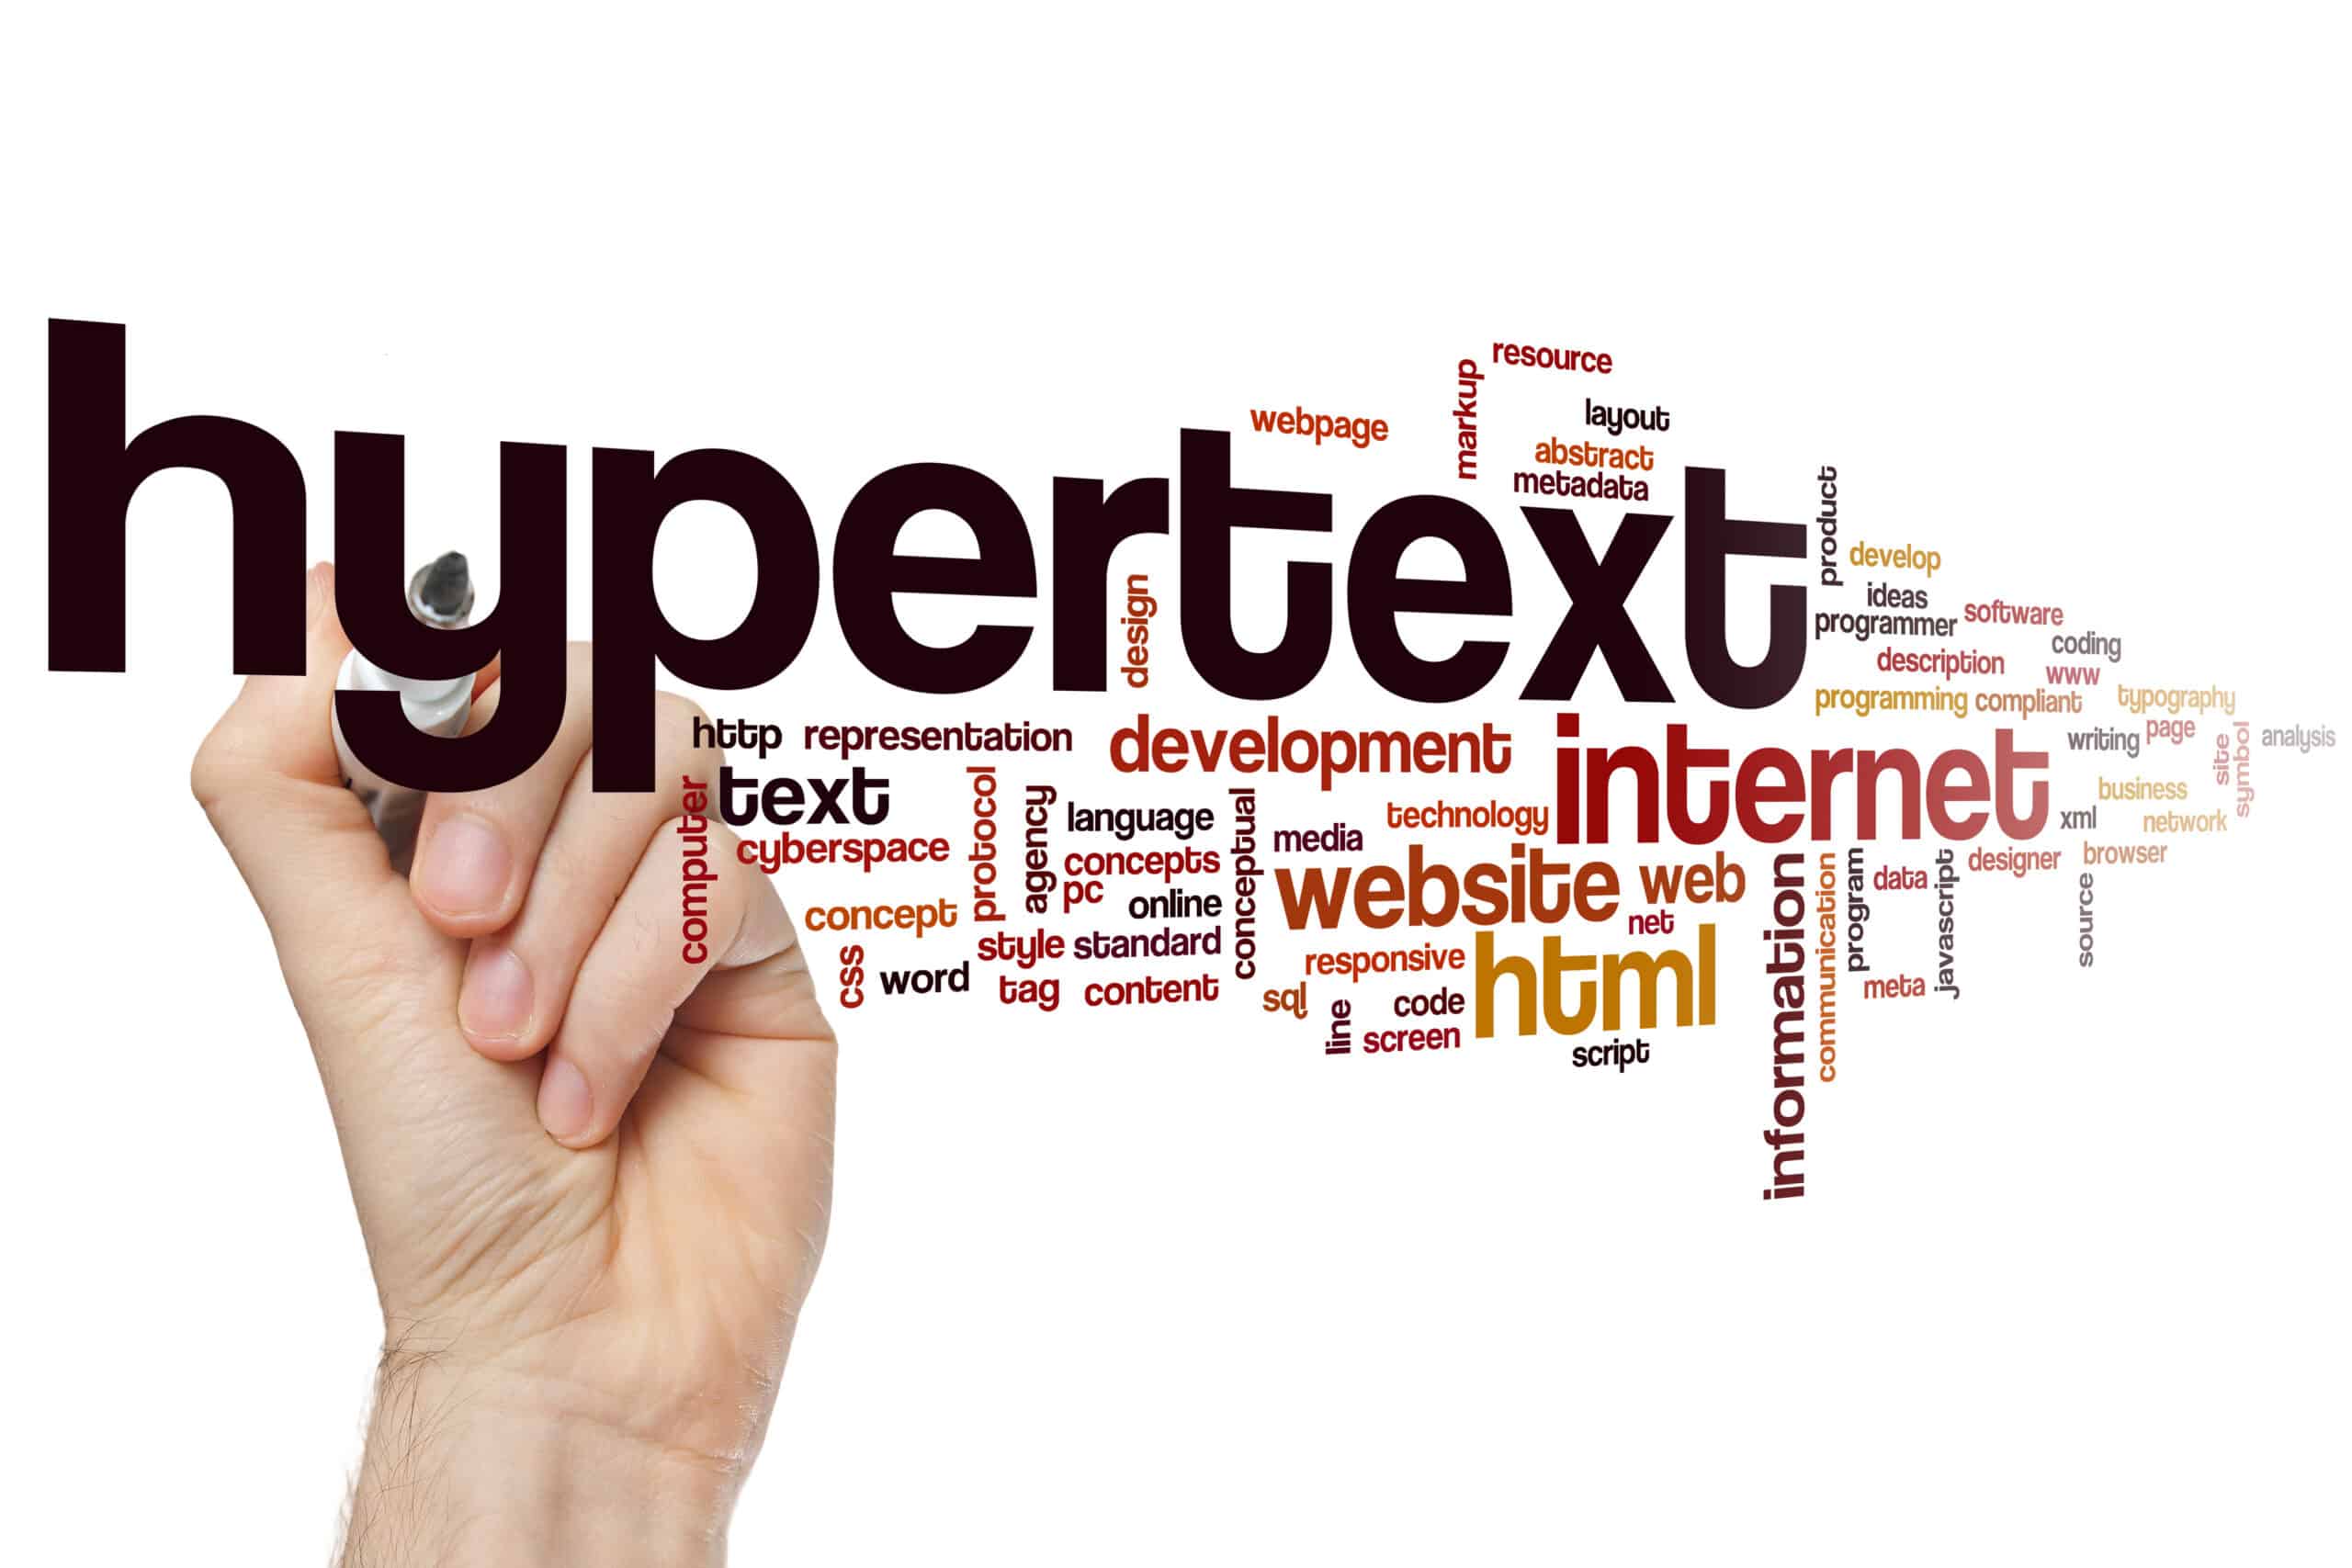 resource
markup
layout
webpage
abstract
metadata
hypertext
product
develop
design
ideas
programmer software
coding
description
www
programming compliant typography
http representation development internet
writing page
site
symbol
analysis
computer
text
protocol
agency
language
conceptual
media
technology
business
xml
network
cyberspace
concepts
website web
information
communication
program
data
javascript
designer browser
source
pc
online
concept
net
style standard
responsive
html
css
word
tag content
sql
line
code
screen
script
meta